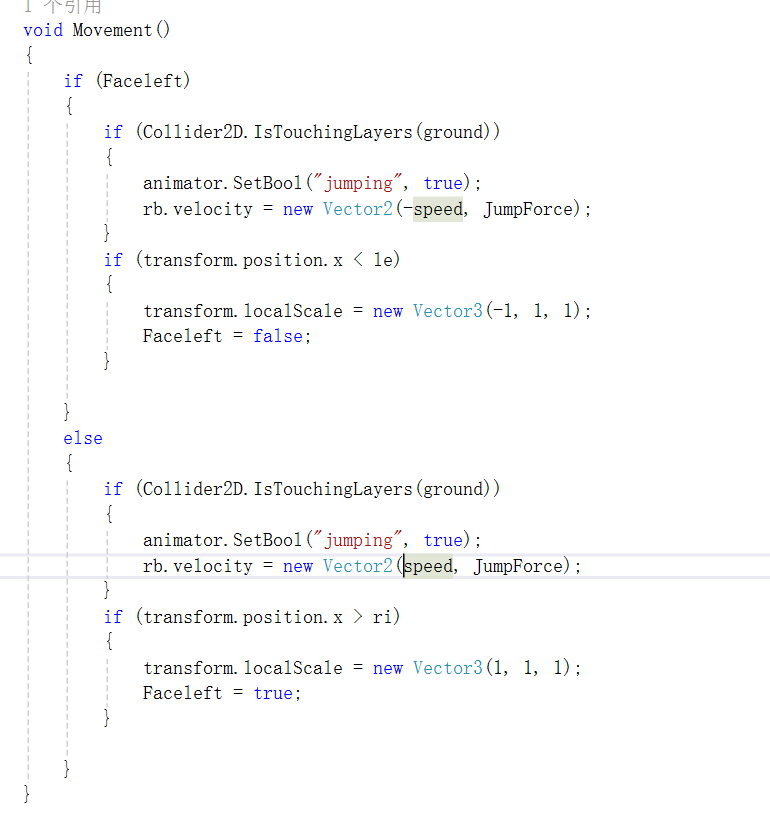 1 个引用
void Movement()
{
if (Faceleft)
{
if (Collider2D.IsTouchingLayers(ground))
{
animator.SetBool("jumping", true);
rb.velocity = new Vector2(-speed, JumpForce);
}
if (transform.position.x < le)
{
transform.localScale = new Vector3(-1, 1, 1);
Faceleft = false;
}
}
else
{
if (Collider2D.IsTouchingLayers(ground))
{
animator.SetBool("jumping", true);
rb.velocity = new Vector2(speed, JumpForce);
}
if (transform.position.x > ri)
{
transform.localScale = new Vector3(1, 1, 1);
Faceleft = true;
}
}
}